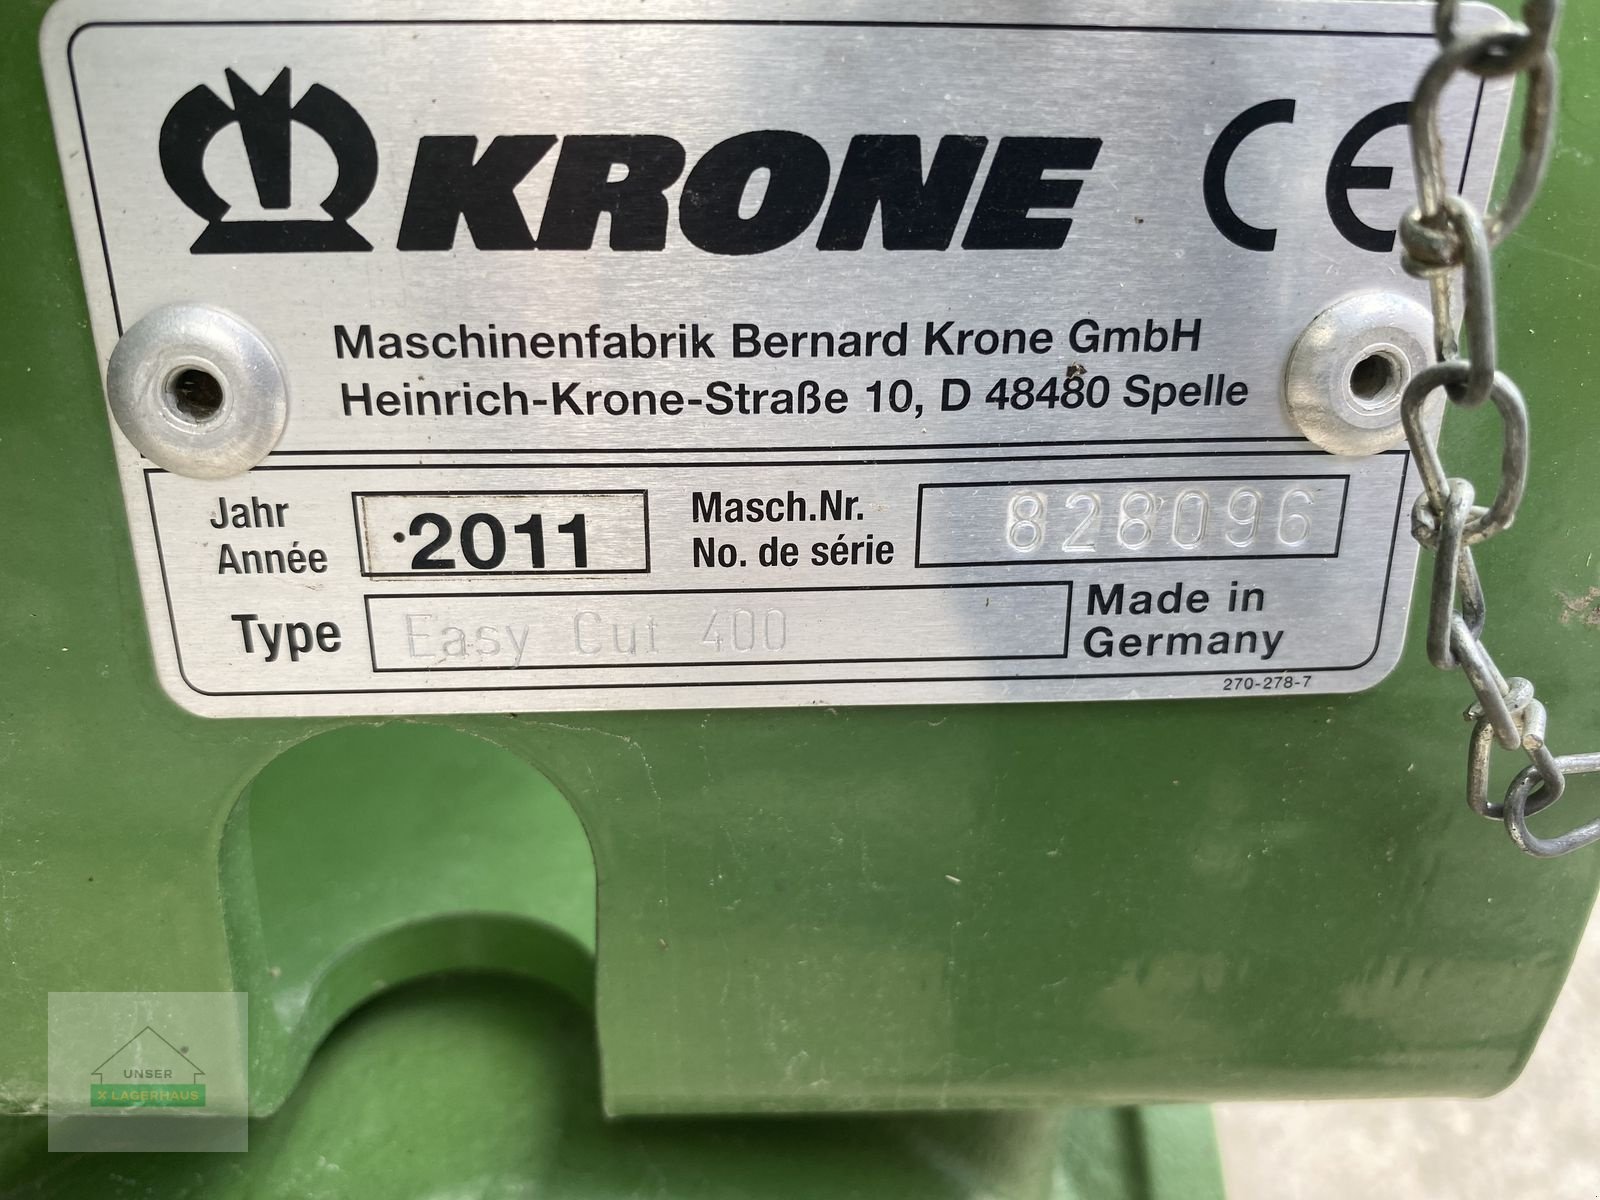 KRONE CE
Maschinenfabrik Bernard Krone GmbH
Heinrich-Krone-Straße 10, D 48480 Spelle
Jahr
Année
2011
Masch.Nr.
No. de série
828096
Type
Easy Cut 400
Made in
Germany
270-278-7
UNSER
X LAGERHAUS